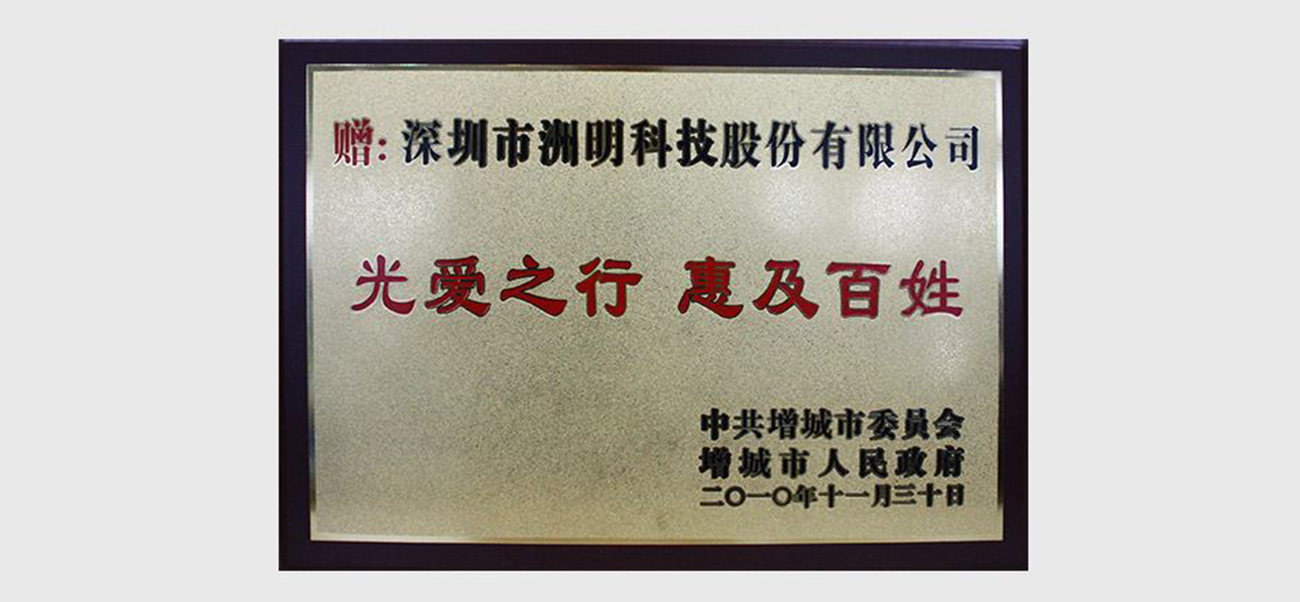 赠: 深圳市洲明科技股份有限公司
光爱之行 惠及百姓
中共增城市委员会
增城市人民政府
二〇一〇年十一月三十日